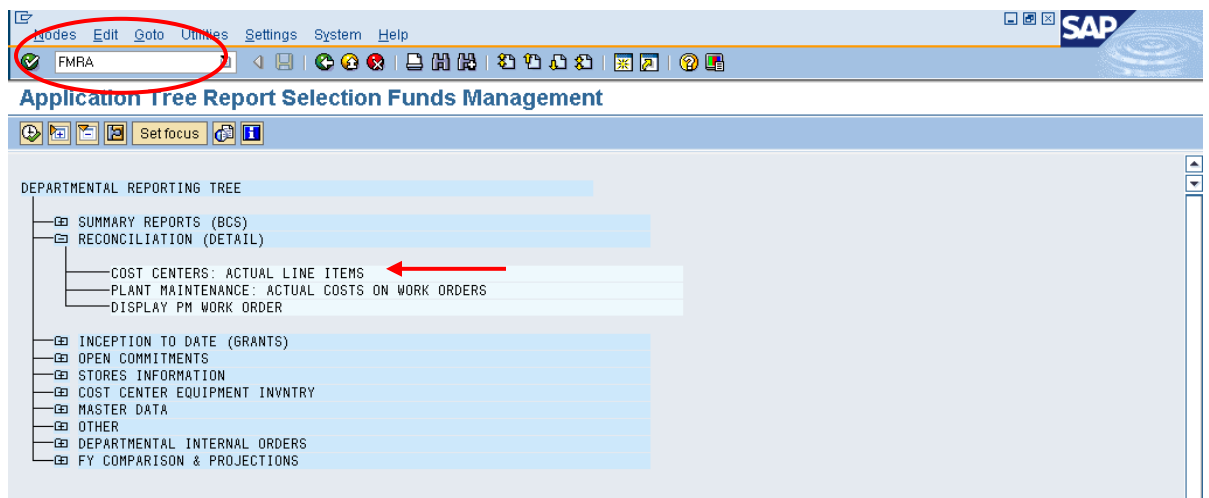 Nodes Edit Goto Utilities Settings System Help
SAP
FMRA
Application Tree Report Selection Funds Management
Set focus
DEPARTMENTAL REPORTING TREE
SUMMARY REPORTS (BCS)
RECONCILIATION (DETAIL)
COST CENTERS: ACTUAL LINE ITEMS
PLANT MAINTENANCE: ACTUAL COSTS ON WORK ORDERS
DISPLAY PM WORK ORDER
INCEPTION TO DATE (GRANTS)
OPEN COMMITMENTS
STORES INFORMATION
COST CENTER EQUIPMENT INVNTRY
MASTER DATA
OTHER
DEPARTMENTAL INTERNAL ORDERS
FY COMPARISON & PROJECTIONS